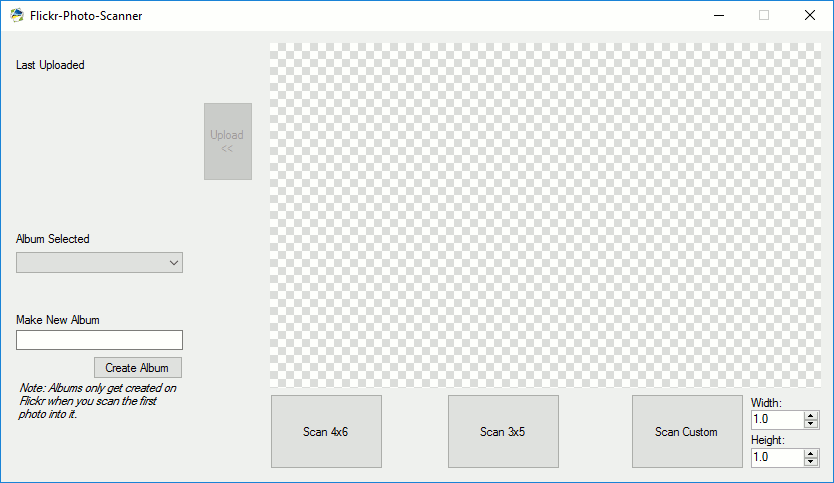 Flickr-Photo-Scanner
Last Uploaded
Upload
<<
Album Selected
Make New Album
Create Album
Note: Albums only get created on
Flickr when you scan the first
photo into it.
Scan 4x6
Scan 3x5
Scan Custom
Width:
1.0
Height:
1.0